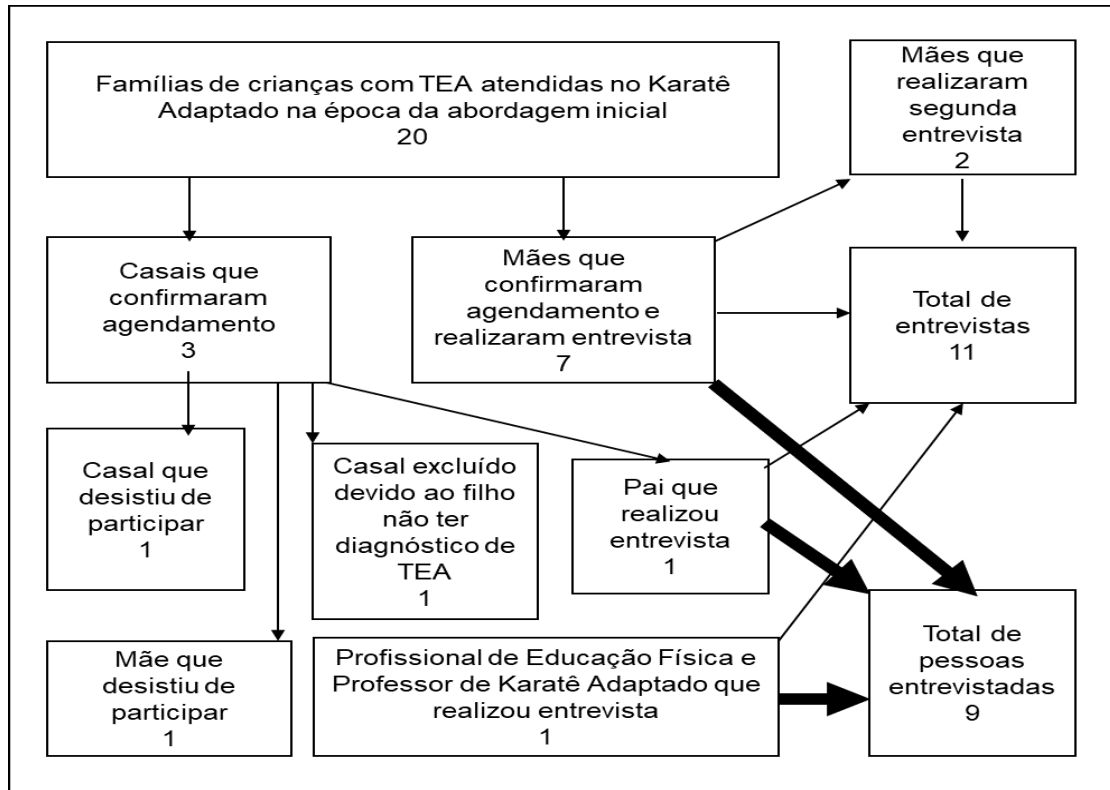 Famílias de crianças com TEA atendidas no Karatê
Adaptado na época da abordagem inicial
20
Mães que
realizaram
segunda
entrevista
2
Casais que
confirmaram
agendamento
3
Mães que
confirmaram
agendamento e
realizaram entrevista
7
Total de
entrevistas
11
Casal que
desistiu de
participar
1
Casal excluído
devido ao filho
não ter
diagnóstico de
TEA
1
Pai que
realizou
entrevista
1
Mãe que
desistiu de
participar
1
Profissional de Educação Física e
Professor de Karatê Adaptado que
realizou entrevista
1
Total de
pessoas
entrevistadas
9